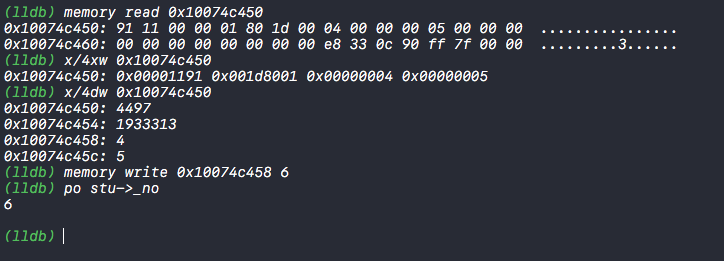 (lldb) memory read 0x10074c450
0x10074c450: 91 11 00 00 01 80 1d 00 04 00 00 00 05 00 00 00  ................
0x10074c460: 00 00 00 00 00 00 00 00 e8 33 0c 90 ff 7f 00 00  .........3......
(lldb) x/4xw 0x10074c450
0x10074c450: 0x00001191 0x001d8001 0x00000004 0x00000005
(lldb) x/4dw 0x10074c450
0x10074c450: 4497
0x10074c454: 1933313
0x10074c458: 4
0x10074c45c: 5
(lldb) memory write 0x10074c458 6
(lldb) po stu->_no
6
(lldb)